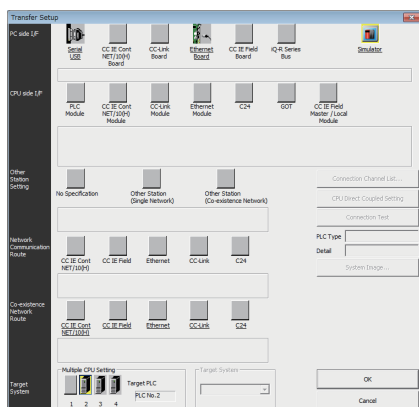 Transfer Setup
PC side I/F
Serial
USB
CC IE Cont
NET/10(H)
Board
CC-Link
Board
Ethernet
Board
CC IE Field
Board
iQ-R Series
Bus
Simulator
CPU side I/F
PLC
Module
CC IE Cont
NET/10(H)
Module
CC-Link
Module
Ethernet
Module
C24
GOT
CC IE Field
Master / Local
Module
Other
Station
Setting
No Specification
Other Station
(Single Network)
Other Station
(Co-existence Network)
Connection Channel List...
CPU Direct Coupled Setting
Connection Test
PLC Type
Detail
System Image...
Network
Communication
Route
CC IE Cont
NET/10(H)
CC IE Field
Ethernet
CC-Link
C24
Co-existence
Network
Route
CC IE Cont
NET/10(H)
CC IE Field
Ethernet
CC-Link
C24
Target
System
Multiple CPU Setting
1 2 3 4
Target PLC
PLC No.2
Target System
OK
Cancel